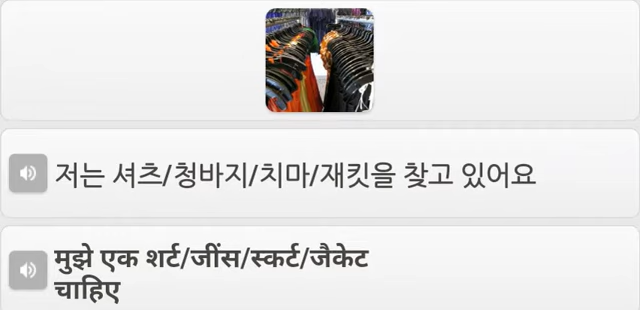 저는 셔츠/청바지/치마/재킷을 찾고 있어요
मुझे एक शर्ट/जींस/स्कर्ट/जैकेट
चाहिए